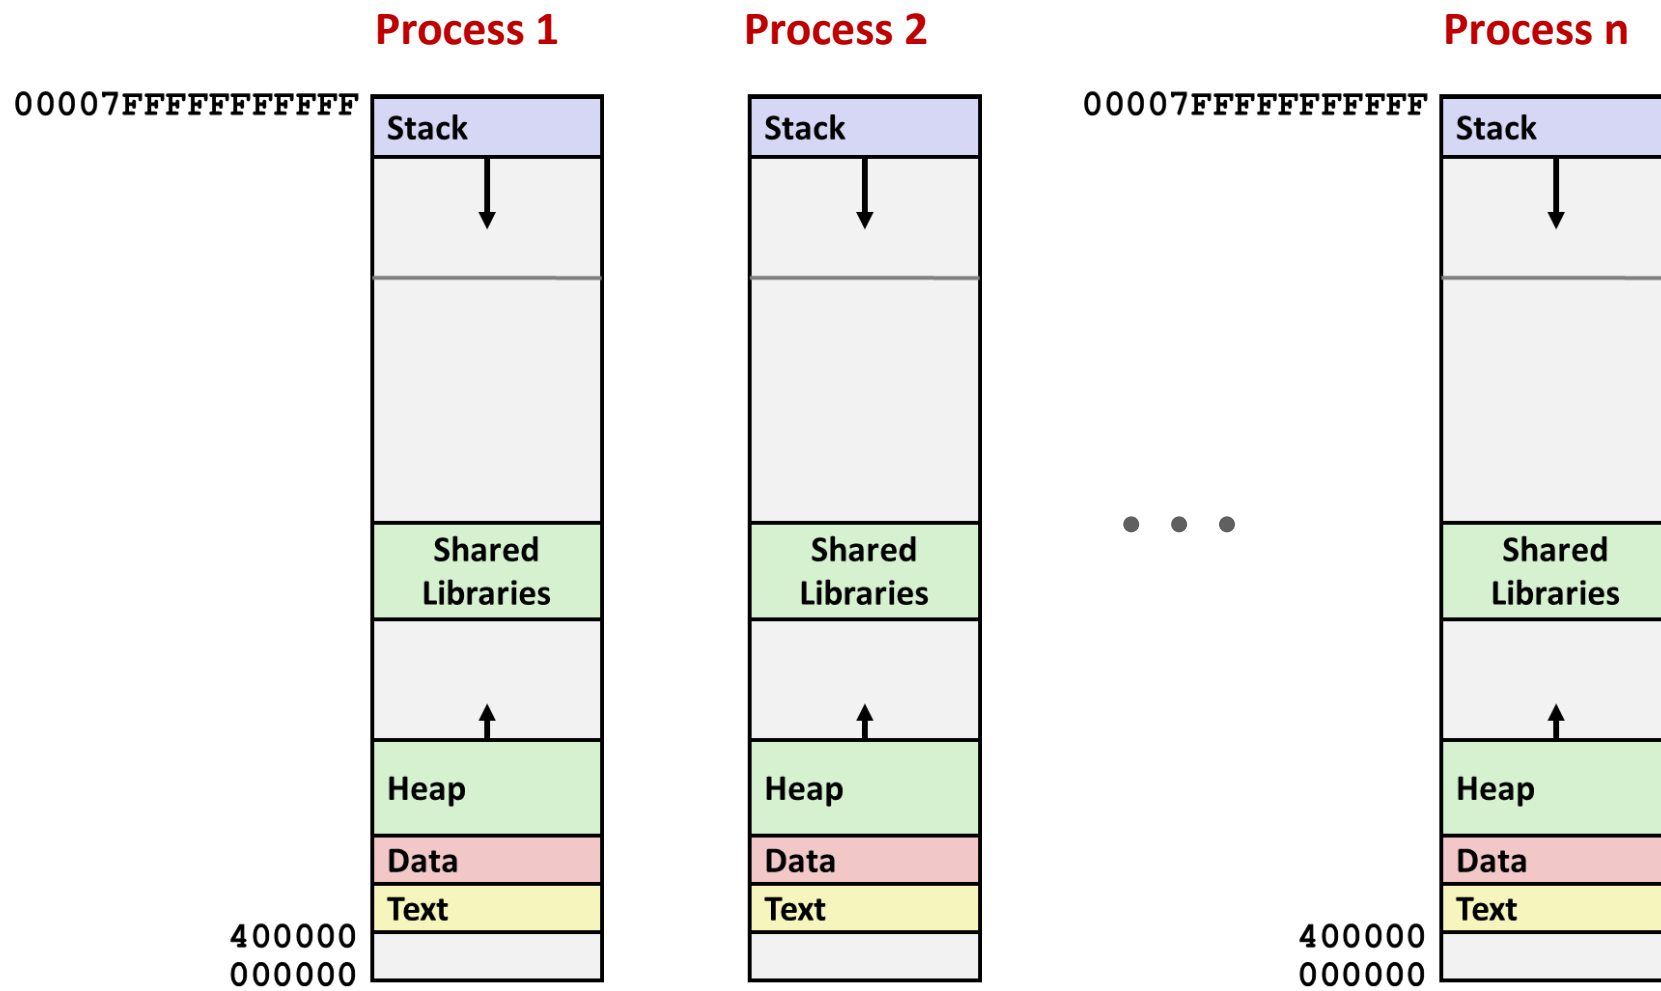 Process 1
Process 2
Process n
00007FFFFFFFFFFF
00007FFFFFFFFFFF
Stack
Stack
Stack
Shared
Libraries
Shared
Libraries
Shared
Libraries
Heap
Heap
Heap
Data
Data
Data
Text
Text
Text
400000
400000
000000
000000